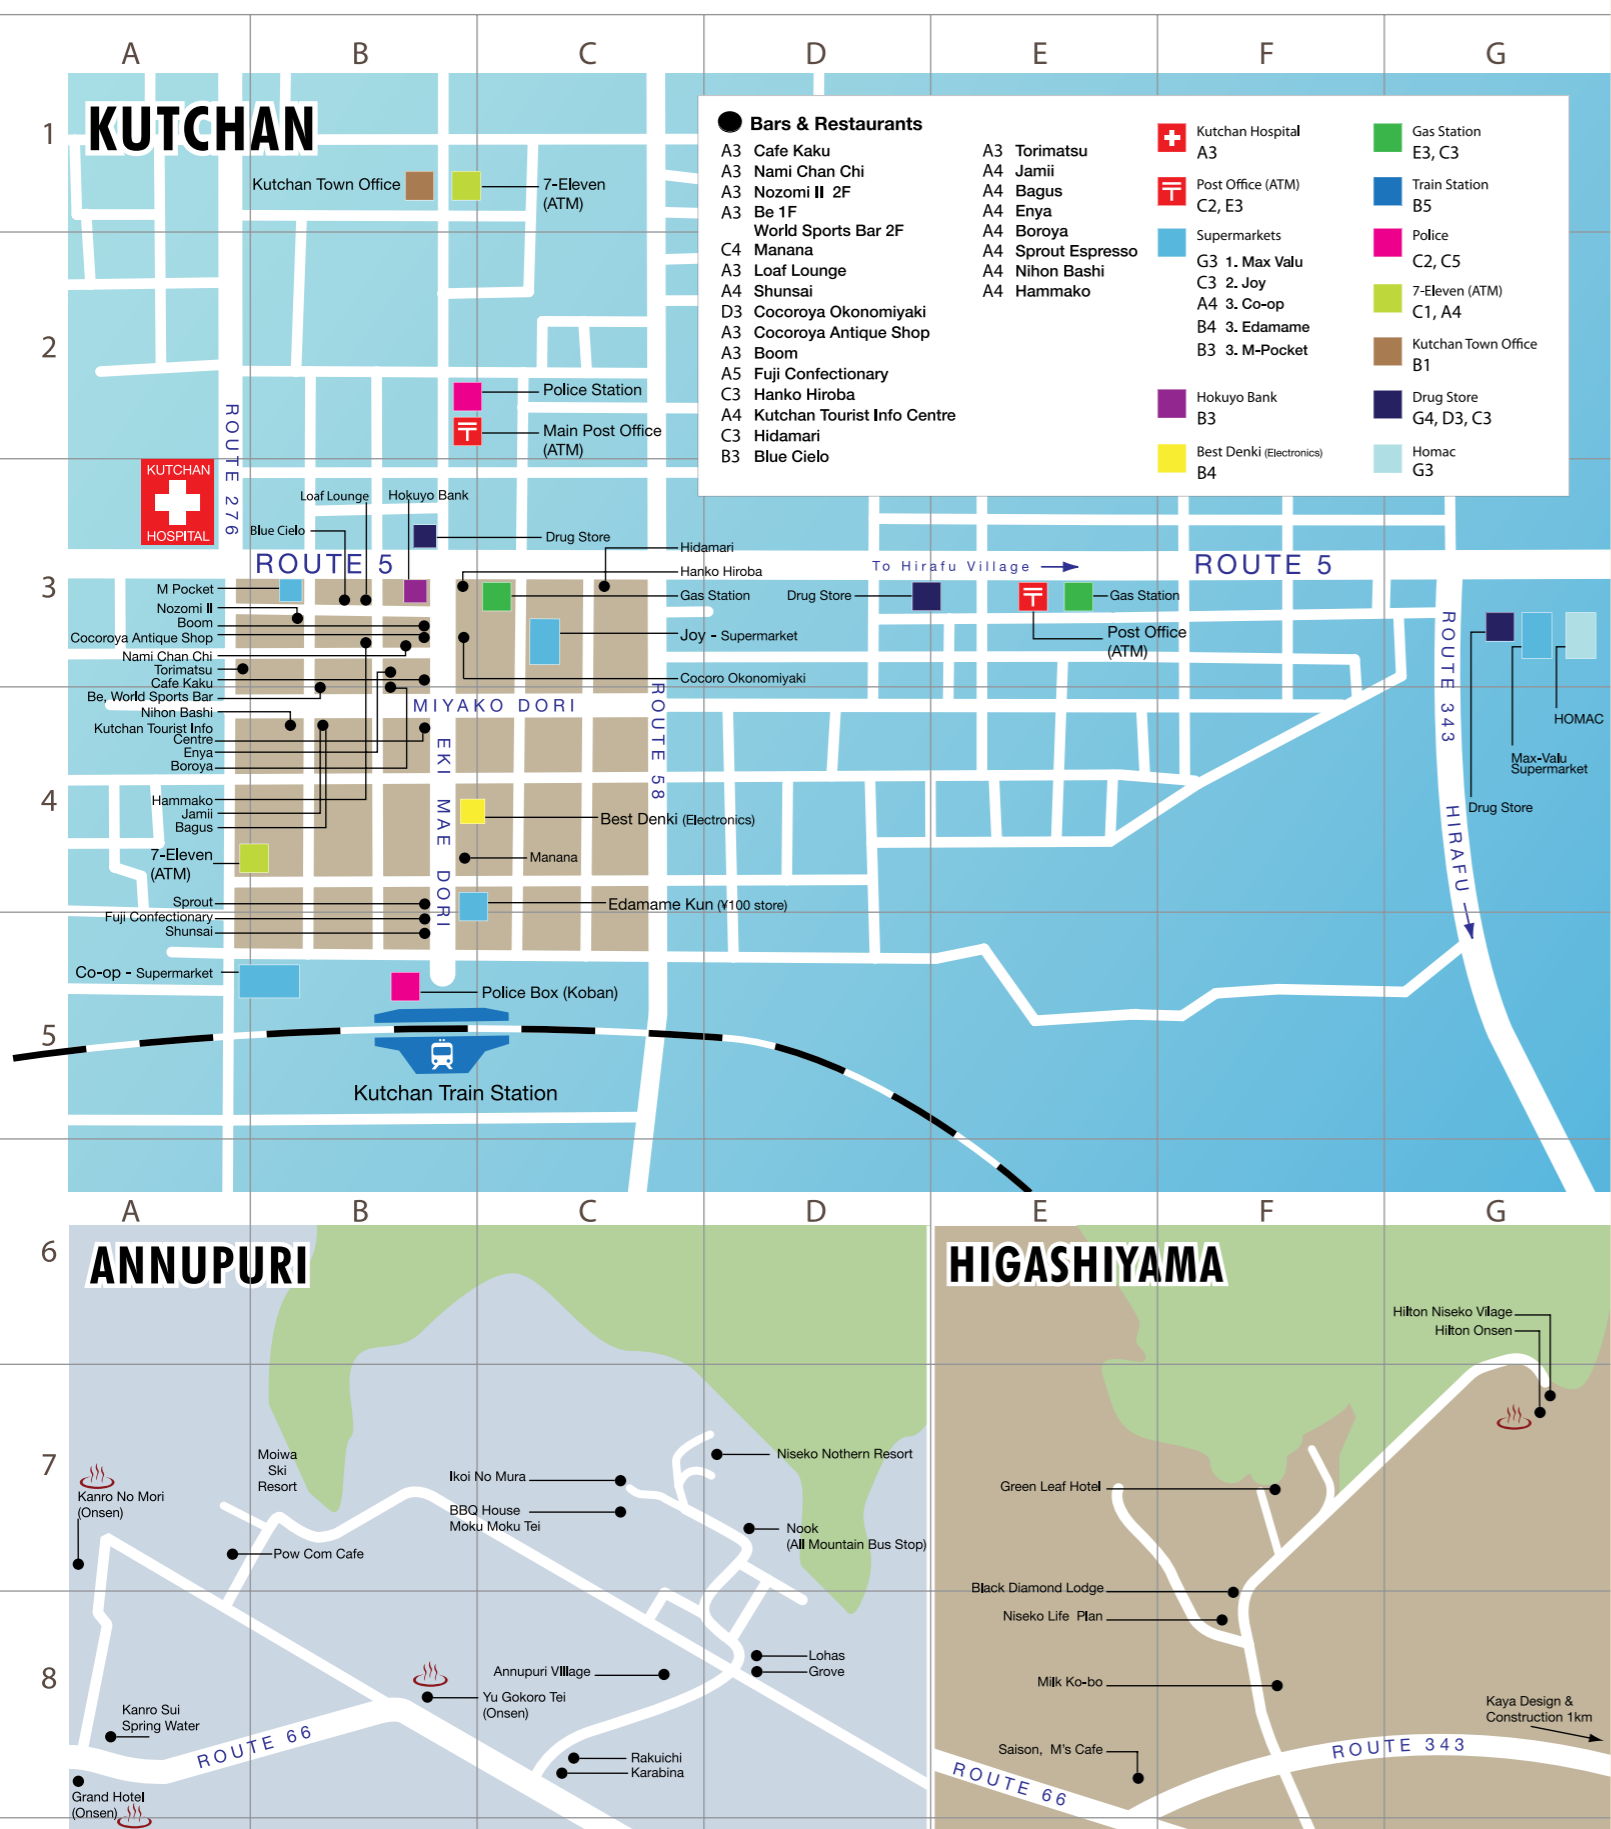 A B C D E F G
1
2
3
4
5
KUTCHAN
Kutchan Town Office
7-Eleven
(ATM)
Bars & Restaurants
A3 Cafe Kaku
A3 Nami Chan Chi
A3 Nozomi II 2F
A3 Be 1F
World Sports Bar 2F
C4 Manana
A3 Loaf Lounge
A4 Shunsai
D3 Cocoroya Okonomiyaki
A3 Cocoroya Antique Shop
A3 Boom
A5 Fuji Confectionary
C3 Hanko Hiroba
A4 Kutchan Tourist Info Centre
C3 Hidamari
B3 Blue Cielo
A3 Torimatsu
A4 Jamii
A4 Bagus
A4 Enya
A4 Boroya
A4 Sprout Espresso
A4 Nihon Bashi
A4 Hammako
Kutchan Hospital
A3
Post Office (ATM)
C2, E3
Supermarkets
G3 1. Max Valu
C3 2. Joy
A4 3. Co-op
B4 3. Edamame
B3 3. M-Pocket
Hokuyo Bank
B3
Best Denki (Electronics)
B4
Gas Station
E3, C3
Train Station
B5
Police
C2, C5
7-Eleven (ATM)
C1, A4
Kutchan Town Office
B1
Drug Store
G4, D3, C3
Homac
G3
Police Station
Main Post Office
(ATM)
ROUTE 276
KUTCHAN
HOSPITAL
Loaf Lounge
Hokuyo Bank
Blue Cielo
Drug Store
Hidamari
ROUTE 5
Hanko Hiroba
To Hirafu Village
ROUTE 5
M Pocket
Gas Station
Drug Store
Gas Station
Nozomi II
Boom
Cocoroya Antique Shop
Joy - Supermarket
Post Office
(ATM)
Nami Chan Chi
Torimatsu
Cafe Kaku
Cocoro Okonomiyaki
Be, World Sports Bar
MIYAKO DORI
Nihon Bashi
Kutchan Tourist Info
Centre
Enya
Boroya
EKI MAE DORI
ROUTE 58
ROUTE 343
HOMAC
Max-Valu
Supermarket
Drug Store
HIRAFU
Hammako
Jamii
Bagus
Best Denki (Electronics)
7-Eleven
(ATM)
Manana
Sprout
Fuji Confectionary
Shunsai
Edamame Kun (¥100 store)
Co-op - Supermarket
Police Box (Koban)
Kutchan Train Station
A B C D E F G
6
7
8
ANNUPURI
Moiwa
Ski
Resort
Kanro No Mori
(Onsen)
Pow Com Cafe
Ikoi No Mura
BBQ House
Moku Moku Tei
Niseko Nothern Resort
Nook
(All Mountain Bus Stop)
Lohas
Grove
Annupuri VIllage
Yu Gokoro Tei
(Onsen)
Kanro Sui
Spring Water
ROUTE 66
Rakuichi
Karabina
Grand Hotel
(Onsen)
HIGASHIYAMA
Hilton Niseko Vilage
Hilton Onsen
Green Leaf Hotel
Black Diamond Lodge
Niseko Life Plan
Milk Ko-bo
Kaya Design &
Construction 1km
Saison, M's Cafe
ROUTE 343
ROUTE 66